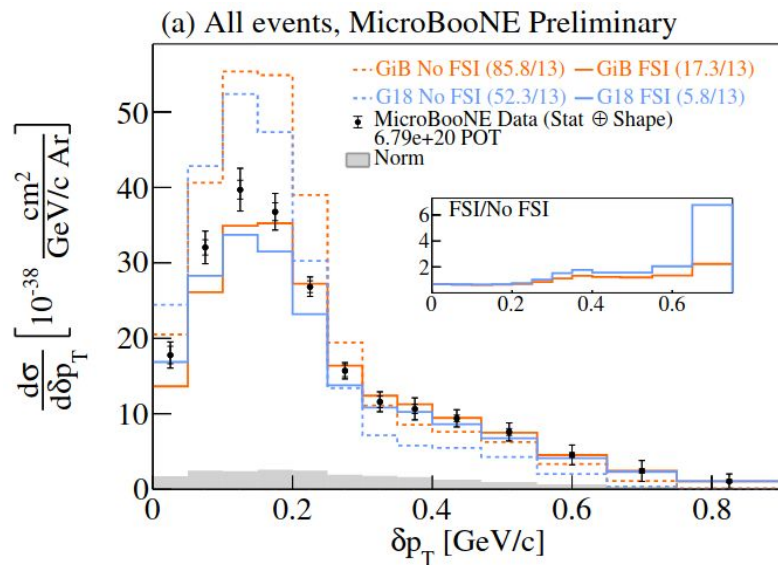 (a) All events, MicroBooNE Preliminary
GiB No FSI (85.8/13) GiB FSI (17.3/13)
G18 No FSI (52.3/13) G18 FSI (5.8/13)
MicroBooNE Data (Stat ⊕ Shape)
6.79e+20 POT
Norm
FSI/No FSI
6
4
2
0 0.2 0.4 0.6
50
40
30
20
10
0
dσ/dδp_T [10^-38 cm^2/(GeV/c Ar)]
0 0.2 0.4 0.6 0.8
δp_T [GeV/c]